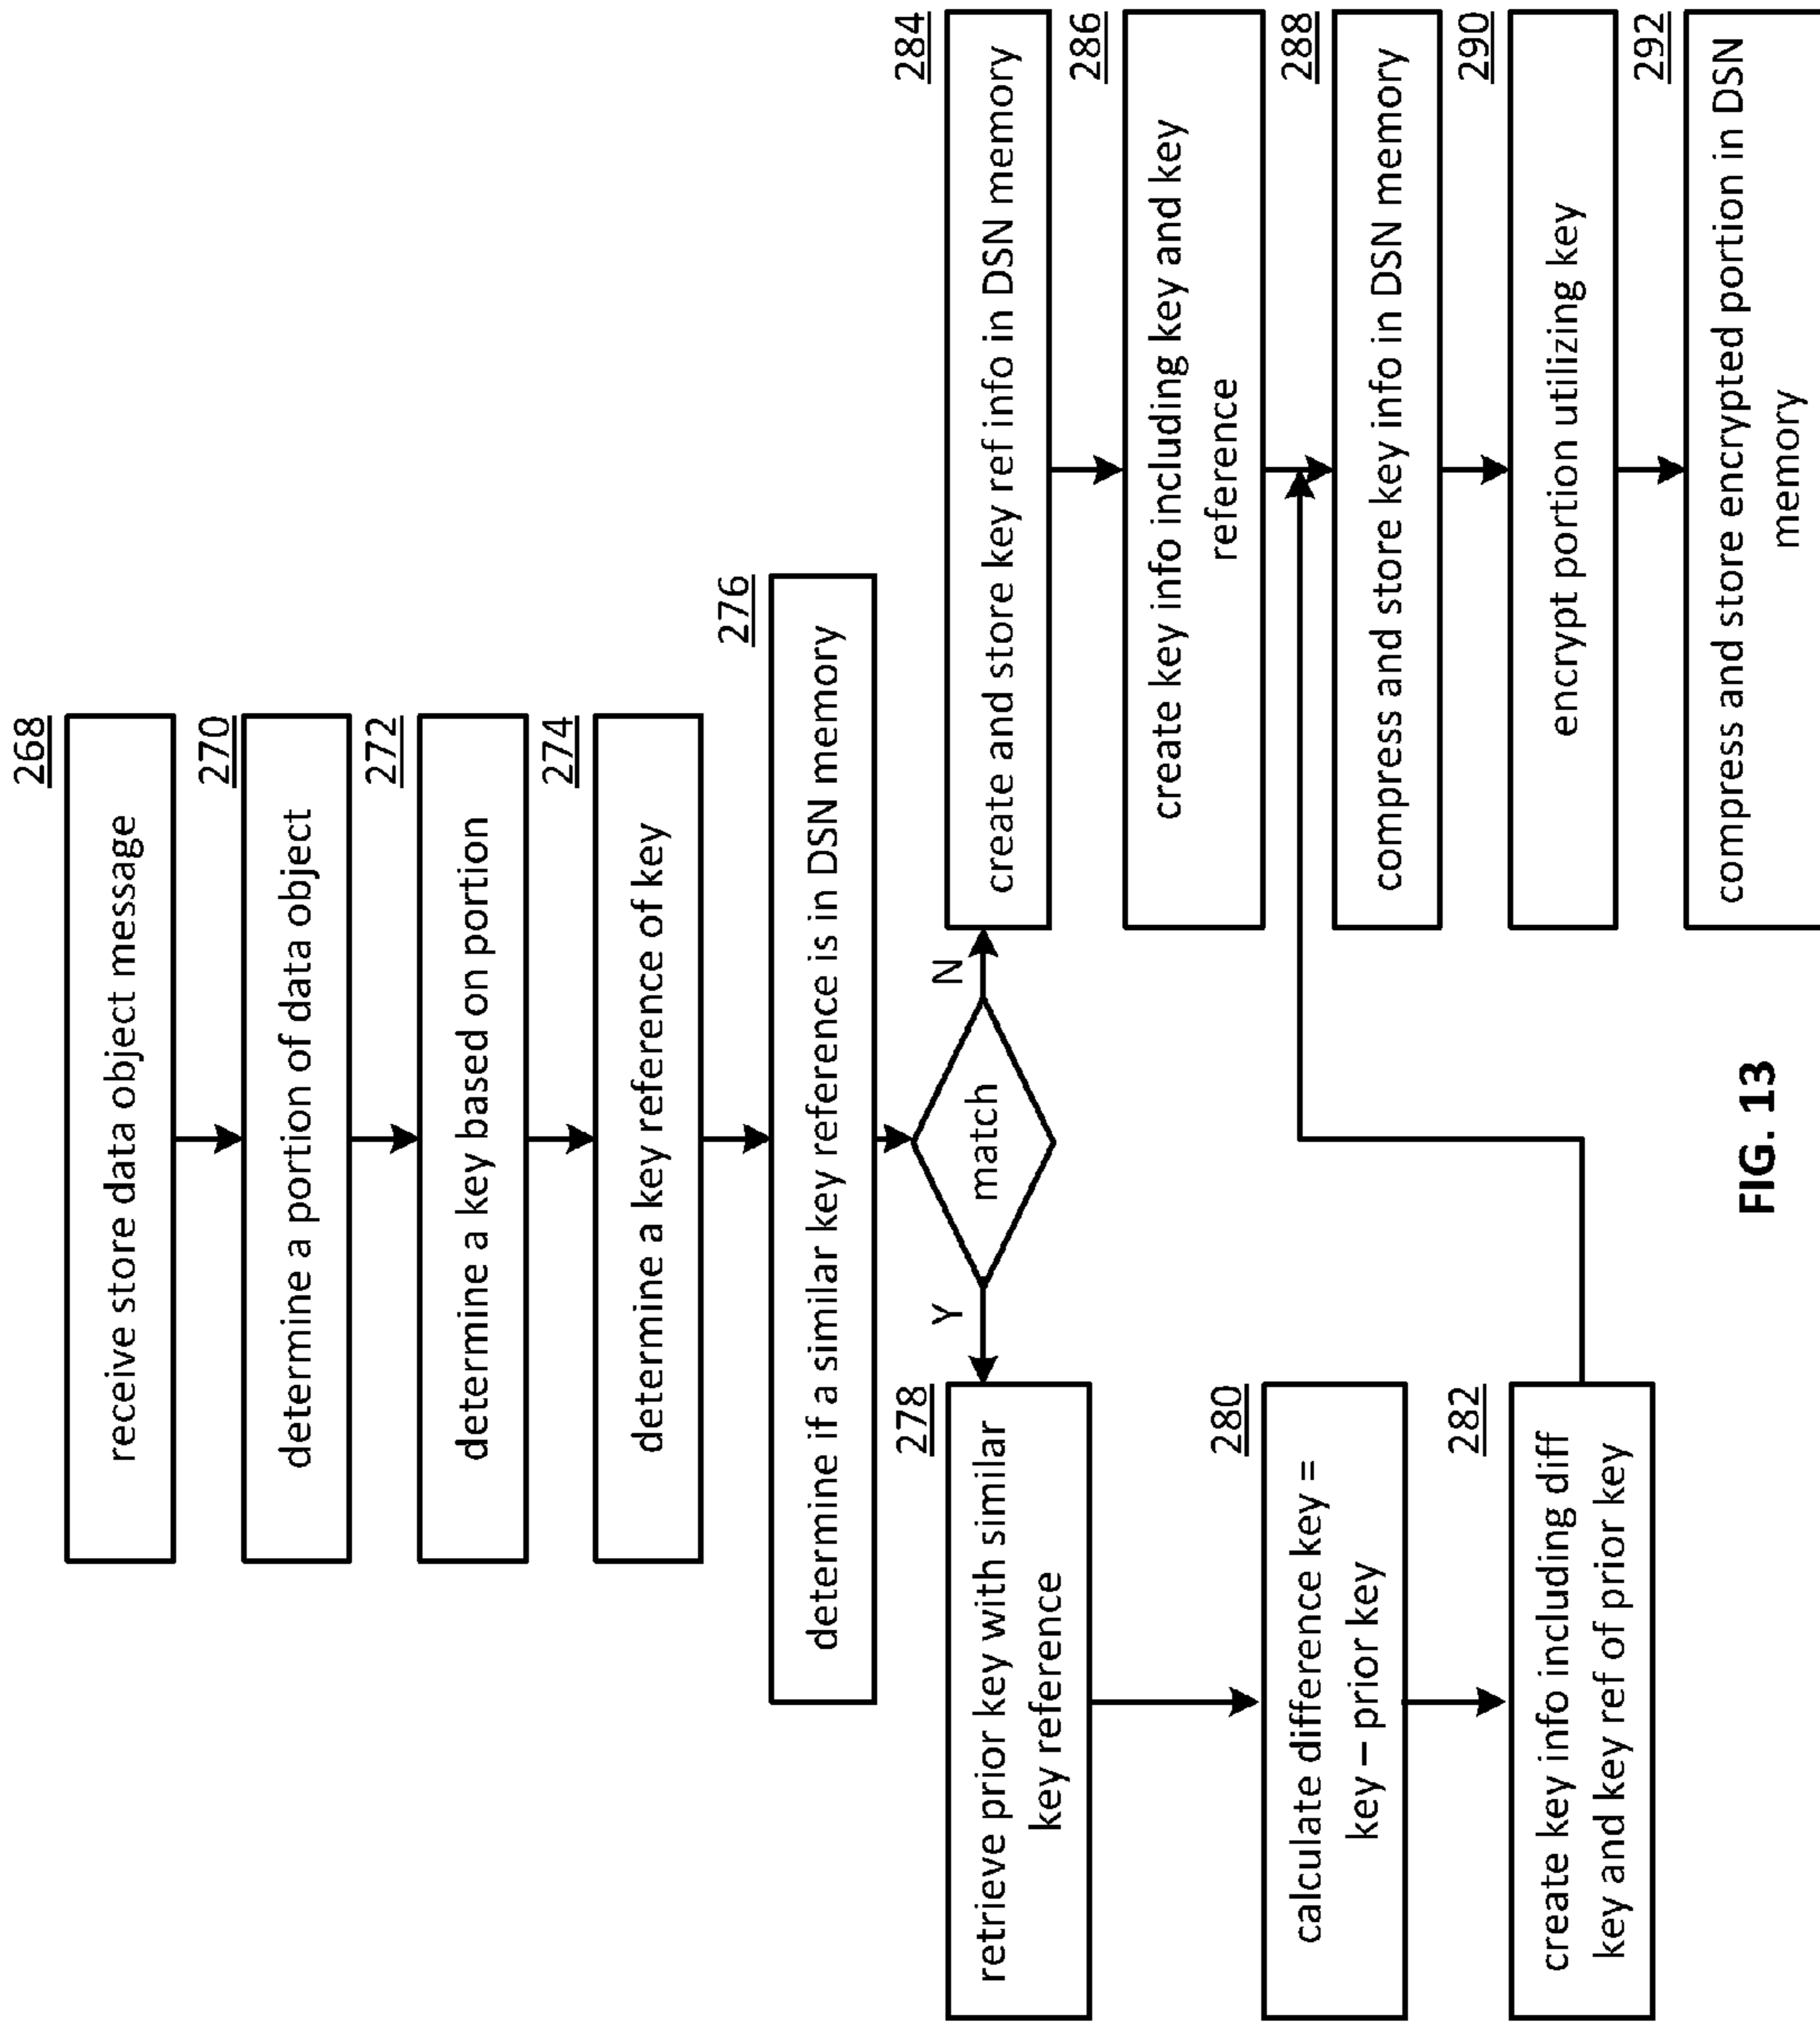 268
receive store data object message
270
determine a portion of data object
272
determine a key based on portion
274
determine a key reference of key
276
determine if a similar key reference is in DSN memory
match
Y
N
278
retrieve prior key with similar
key reference
280
calculate difference key =
key – prior key
282
create key info including diff
key and key ref of prior key
284
create and store key ref info in DSN memory
286
create key info including key and key
reference
288
compress and store key info in DSN memory
290
encrypt portion utilizing key
292
compress and store encrypted portion in DSN
memory
FIG. 13